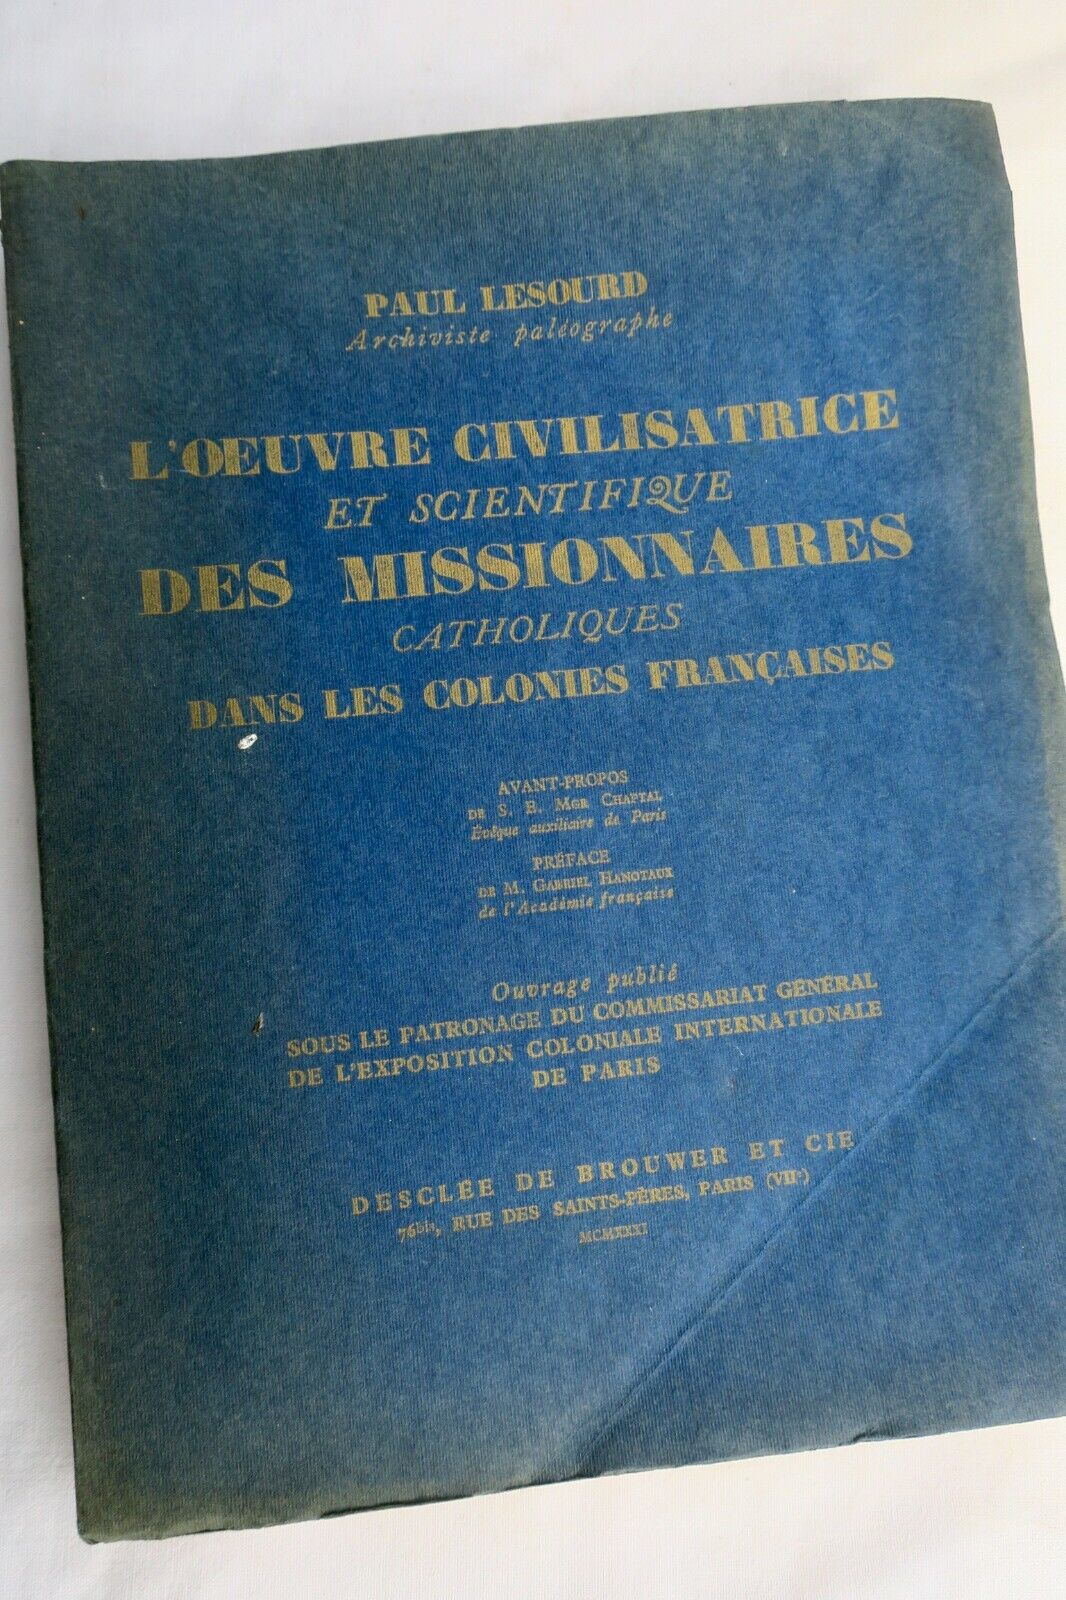 PAUL LESOURD
Archiviste paléographe
L'OEUVRE CIVILISATRICE
ET SCIENTIFIQUE
DES MISSIONNAIRES
CATHOLIQUES
DANS LES COLONIES FRANÇAISES
AVANT-PROPOS
DE S. E. MGR CHAPTAL
Évêque auxiliaire de Paris
PRÉFACE
DE M. GABRIEL HANOTAUX
de l'Académie française
Ouvrage publié
SOUS LE PATRONAGE DU COMMISSARIAT GÉNÉRAL
DE L'EXPOSITION COLONIALE INTERNATIONALE
DE PARIS
DESCLÉE DE BROUWER ET CIE
76bis, RUE DES SAINTS-PÈRES, PARIS (VIIe)
MCMXXXI